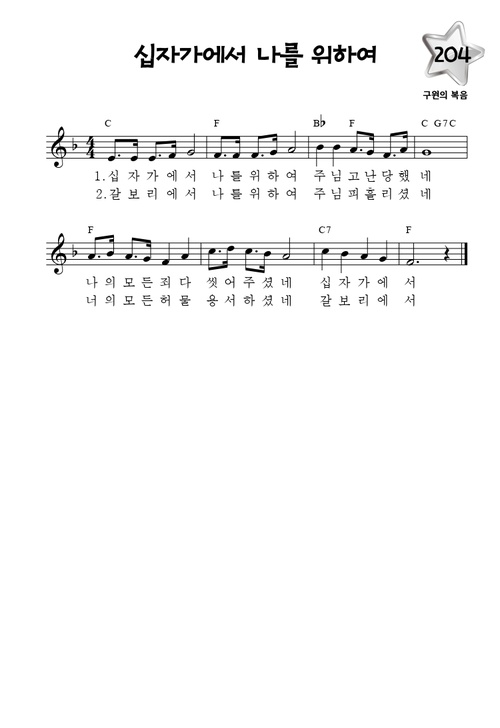 십자가에서 나를 위하여
204
구원의 복음
C F B♭ F C G7 C
4
4
1.십 자 가 에 서 나 를 위 하 여 주 님 고 난 당 했 네
2.갈 보 리 에 서 나 를 위 하 여 주 님 피 흘 리 셨 네
F C7 F
나 의 모 든 죄 다 씻 어 주 셨 네 십 자 가 에 서
너 의 모 든 허 물 용 서 하 셨 네 갈 보 리 에 서